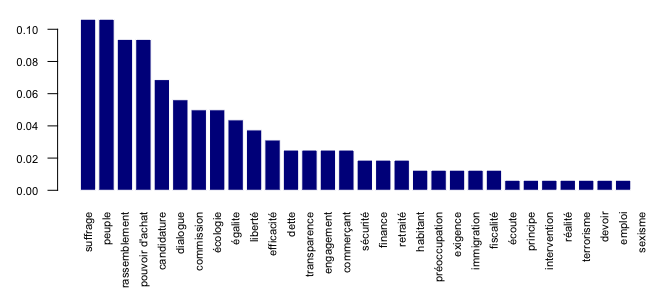 0.10
0.08
0.06
0.04
0.02
0.00
suffrage
peuple
rassemblement
pouvoir d'achat
candidature
dialogue
commission
écologie
égalite
liberté
efficacité
dette
transparence
engagement
commerçant
sécurité
finance
retraité
habitant
préoccupation
exigence
immigration
fiscalité
écoute
principe
intervention
réalité
terrorisme
devoir
emploi
sexisme